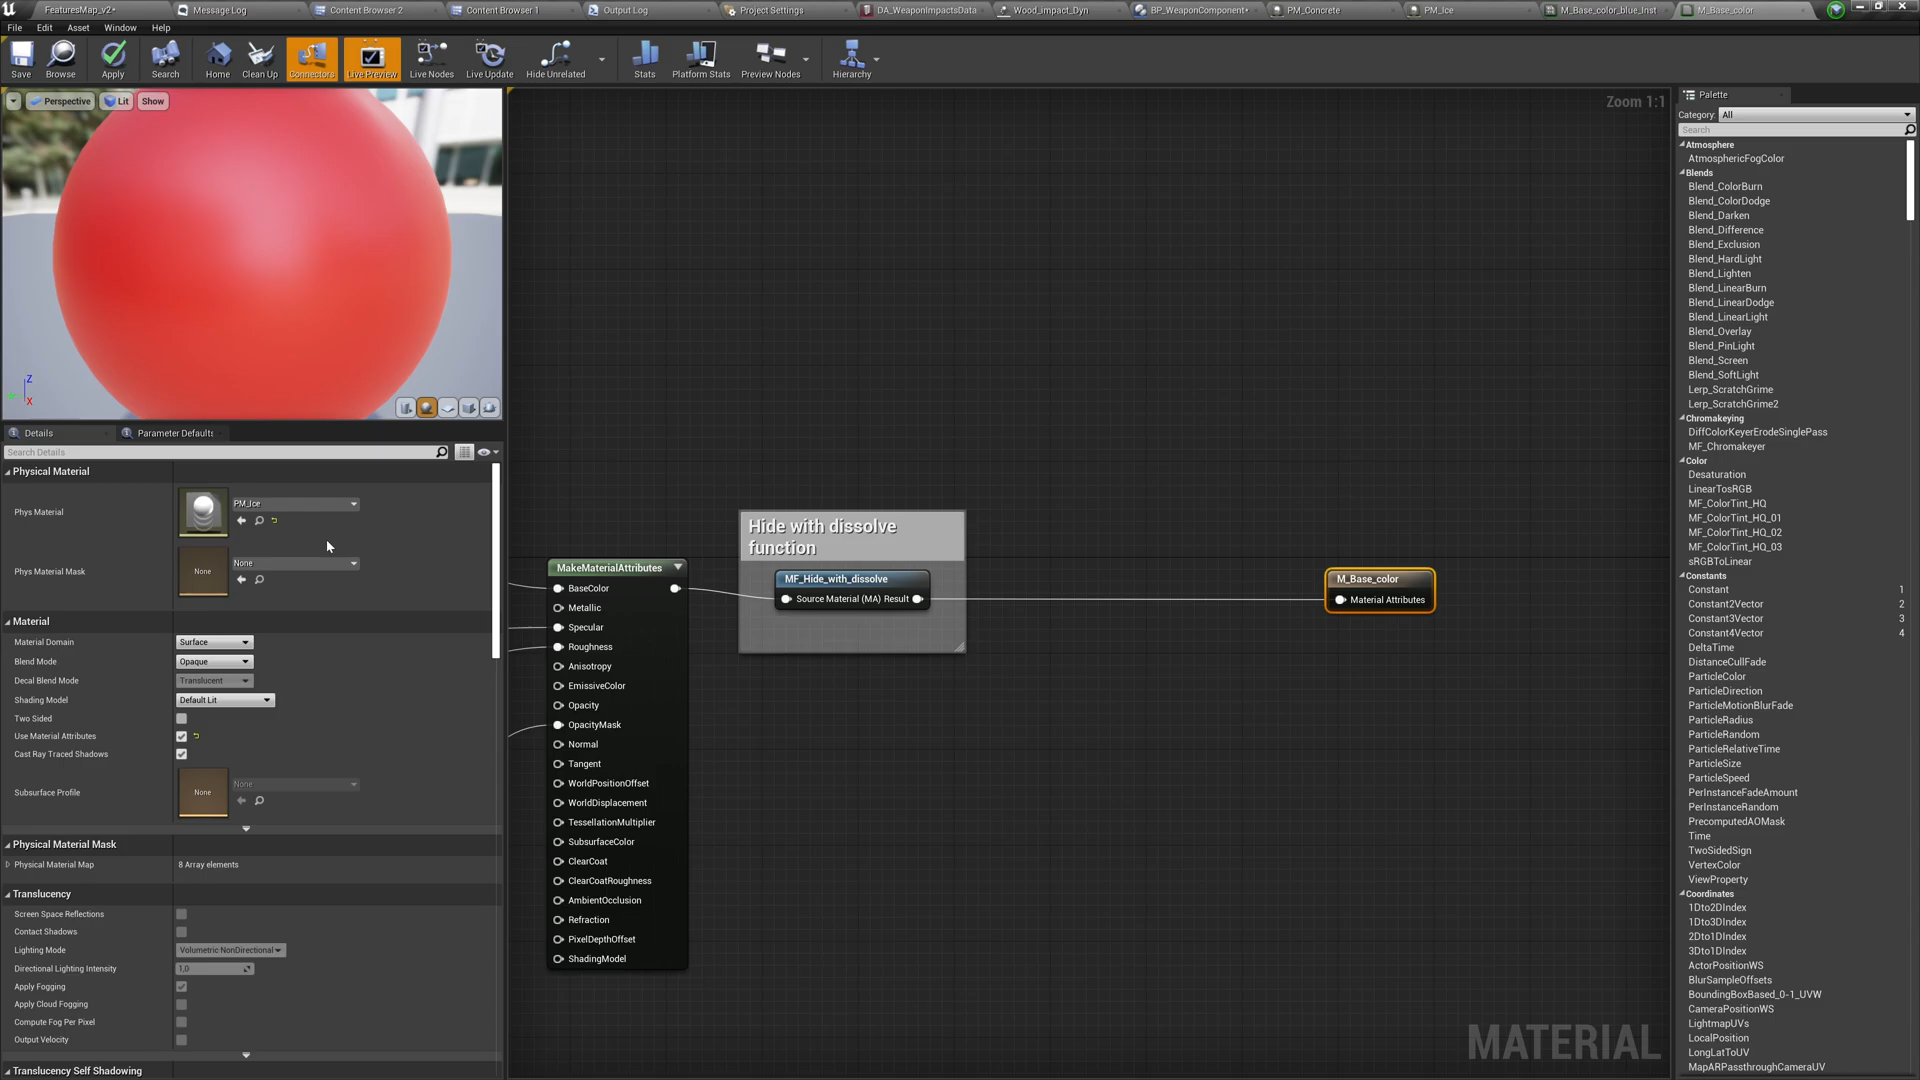 FeaturesMap_v2*
Message Log
Content Browser 2
Content Browser 1
Output Log
Project Settings
DA_WeaponImpactsData
Wood_impact_Dyn
BP_WeaponComponent*
PM_Concrete
PM_Ice
M_Base_color_blue_Inst
M_Base_color
File
Edit
Asset
Window
Help
Save
Browse
Apply
Search
Home
Clean Up
Connectors
Live Preview
Live Nodes
Live Update
Hide Unrelated
Stats
Platform Stats
Preview Nodes
Hierarchy
Perspective
Lit
Show
Z
X
Details
Parameter Defaults
Search Details
Physical Material
Phys Material
PM_Ice
Phys Material Mask
None
None
Material
Material Domain
Surface
Blend Mode
Opaque
Decal Blend Mode
Translucent
Shading Model
Default Lit
Two Sided
Use Material Attributes
Cast Ray Traced Shadows
Subsurface Profile
None
None
Physical Material Mask
Physical Material Map
8 Array elements
Translucency
Screen Space Reflections
Contact Shadows
Lighting Mode
Volumetric NonDirectional
Directional Lighting Intensity
1,0
Apply Fogging
Apply Cloud Fogging
Compute Fog Per Pixel
Output Velocity
Translucency Self Shadowing
Zoom 1:1
MakeMaterialAttributes
BaseColor
Metallic
Specular
Roughness
Anisotropy
EmissiveColor
Opacity
OpacityMask
Normal
Tangent
WorldPositionOffset
WorldDisplacement
TessellationMultiplier
SubsurfaceColor
ClearCoat
ClearCoatRoughness
AmbientOcclusion
Refraction
PixelDepthOffset
ShadingModel
Hide with dissolve
function
MF_Hide_with_dissolve
Source Material (MA) Result
M_Base_color
Material Attributes
MATERIAL
Palette
Category: All
Search
Atmosphere
AtmosphericFogColor
Blends
Blend_ColorBurn
Blend_ColorDodge
Blend_Darken
Blend_Difference
Blend_Exclusion
Blend_HardLight
Blend_Lighten
Blend_LinearBurn
Blend_LinearDodge
Blend_LinearLight
Blend_Overlay
Blend_PinLight
Blend_Screen
Blend_SoftLight
Lerp_ScratchGrime
Lerp_ScratchGrime2
Chromakeying
DiffColorKeyerErodeSinglePass
MF_Chromakeyer
Color
Desaturation
LinearTosRGB
MF_ColorTint_HQ
MF_ColorTint_HQ_01
MF_ColorTint_HQ_02
MF_ColorTint_HQ_03
sRGBToLinear
Constants
Constant 1
Constant2Vector 2
Constant3Vector 3
Constant4Vector 4
DeltaTime
DistanceCullFade
ParticleColor
ParticleDirection
ParticleMotionBlurFade
ParticleRadius
ParticleRandom
ParticleRelativeTime
ParticleSize
ParticleSpeed
PerInstanceFadeAmount
PerInstanceRandom
PrecomputedAOMask
Time
TwoSidedSign
VertexColor
ViewProperty
Coordinates
1Dto2DIndex
1Dto3DIndex
2Dto1DIndex
3Dto1DIndex
ActorPositionWS
BlurSampleOffsets
BoundingBoxBased_0-1_UVW
CameraPositionWS
LightmapUVs
LocalPosition
LongLatToUV
MapARPassthroughCameraUV